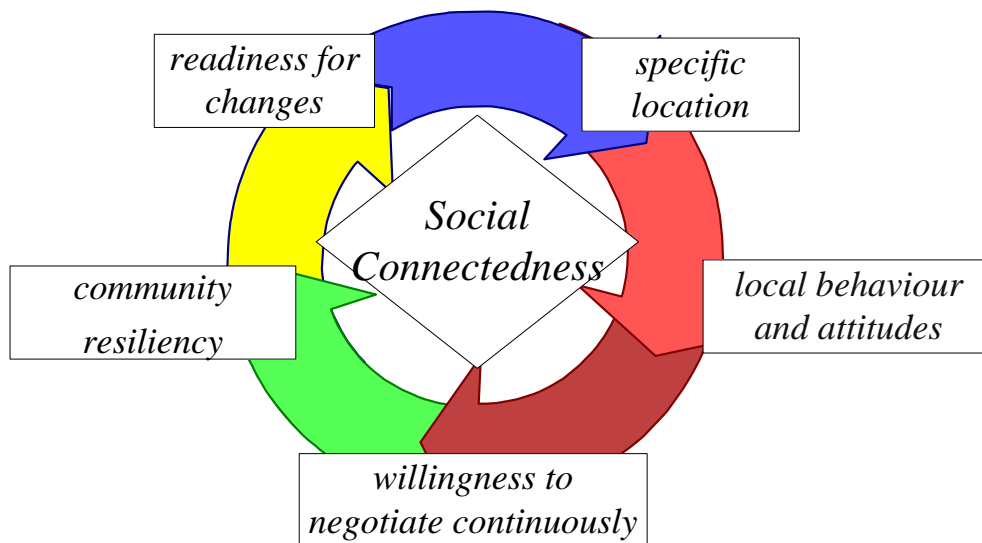 readiness for
changes
specific
location
Social
Connectedness
community
resiliency
local behaviour
and attitudes
willingness to
negotiate continuously